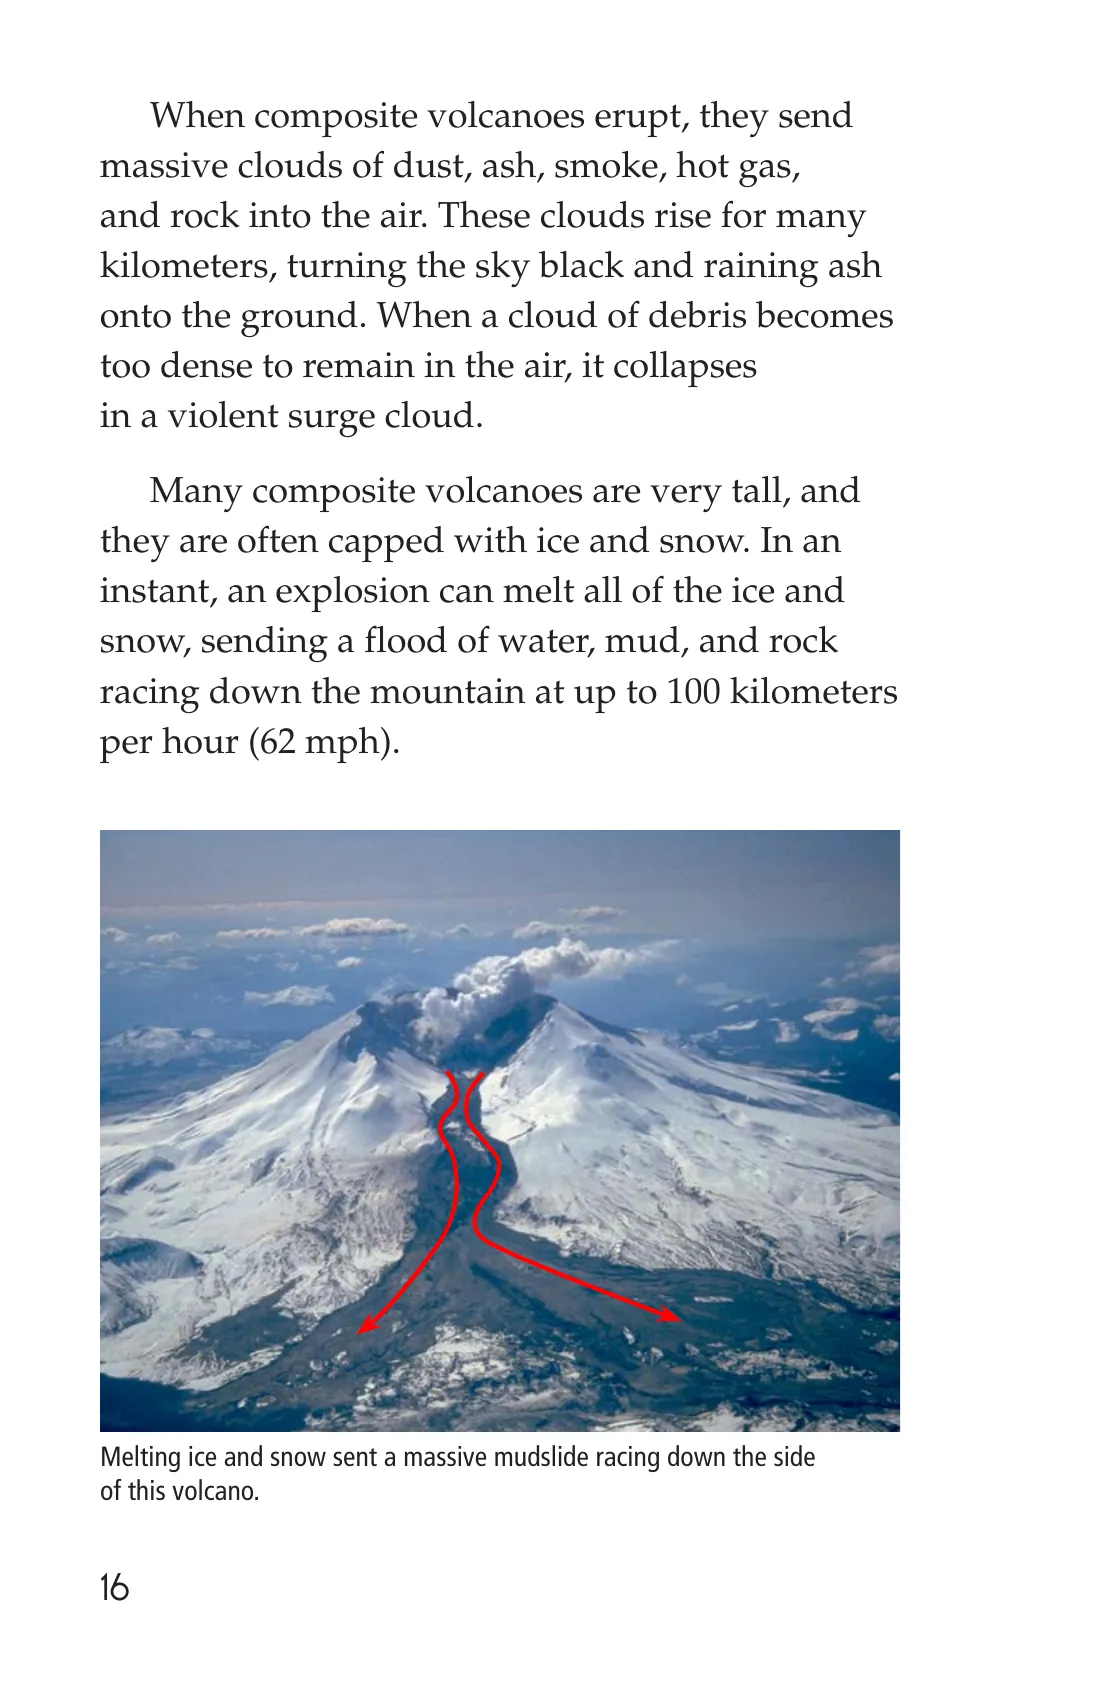 When composite volcanoes erupt, they send
massive clouds of dust, ash, smoke, hot gas,
and rock into the air. These clouds rise for many
kilometers, turning the sky black and raining ash
onto the ground. When a cloud of debris becomes
too dense to remain in the air, it collapses
in a violent surge cloud.
Many composite volcanoes are very tall, and
they are often capped with ice and snow. In an
instant, an explosion can melt all of the ice and
snow, sending a flood of water, mud, and rock
racing down the mountain at up to 100 kilometers
per hour (62 mph).
Melting ice and snow sent a massive mudslide racing down the side
of this volcano.
16